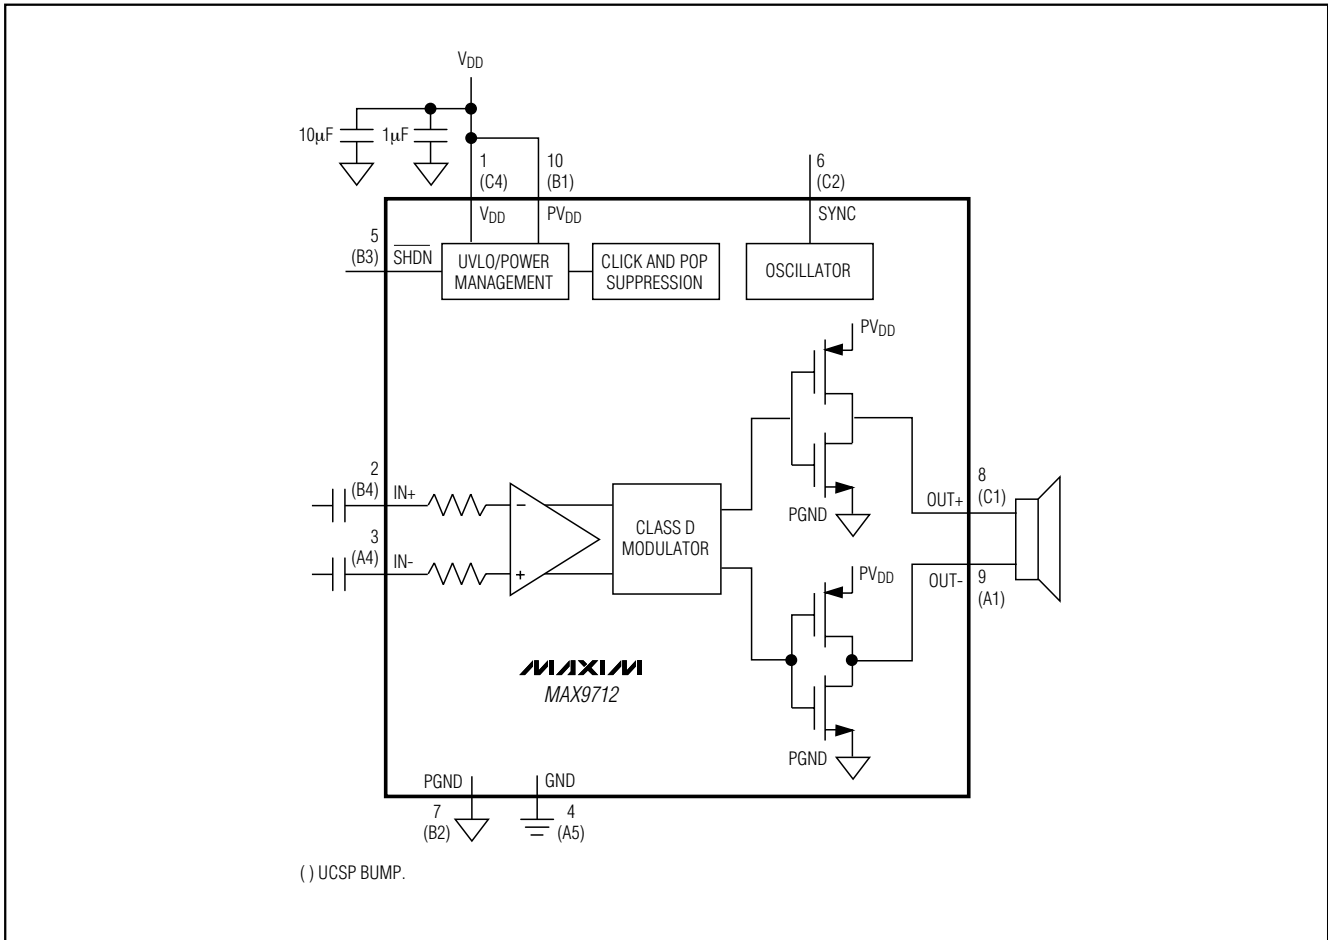 VDD
10μF
1μF
1
(C4)
10
(B1)
6
(C2)
VDD
PVDD
SYNC
5
(B3)
SHDN
UVLO/POWER
MANAGEMENT
CLICK AND POP
SUPPRESSION
OSCILLATOR
PVDD
2
(B4)
IN+
3
(A4)
IN-
−
+
CLASS D
MODULATOR
PGND
OUT+
8
(C1)
PVDD
OUT-
9
(A1)
MAXIM
MAX9712
PGND
PGND
GND
7
(B2)
4
(A5)
( ) UCSP BUMP.